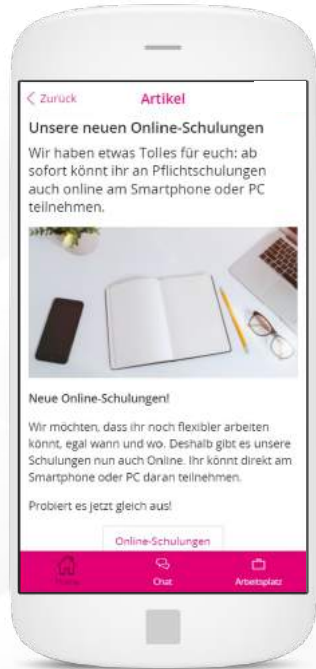 Zurück
Artikel
Unsere neuen Online-Schulungen
Wir haben etwas Tolles für euch: ab
sofort könnt ihr an Pflichtschulungen
auch online am Smartphone oder PC
teilnehmen.
Neue Online-Schulungen!
Wir möchten, dass ihr noch flexibler arbeiten
könnt, egal wann und wo. Deshalb gibt es unsere
Schulungen nun auch Online. Ihr könnt direkt am
Smartphone oder PC daran teilnehmen.
Probiert es jetzt gleich aus!
Online-Schulungen
Home
Chat
Arbeitsplatz